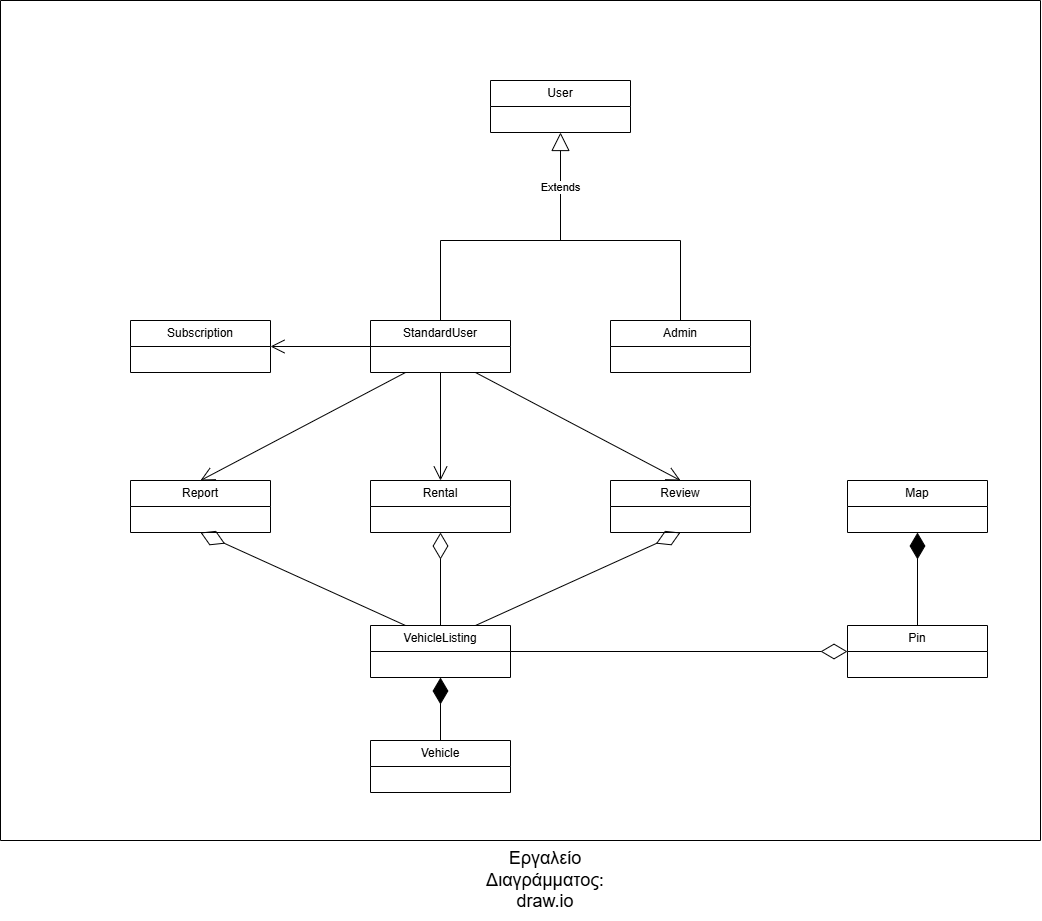 User
Extends
Subscription
StandardUser
Admin
Report
Rental
Review
Map
VehicleListing
Pin
Vehicle
Εργαλείο
Διαγράμματος:
draw.io